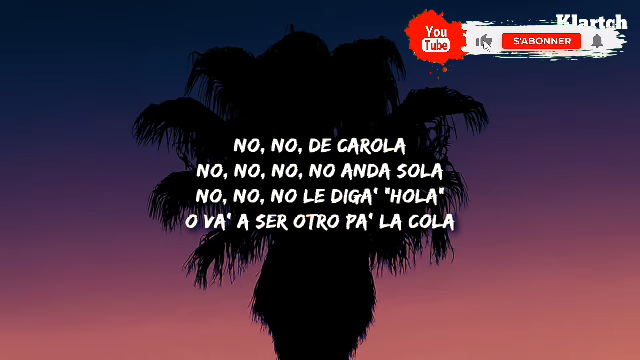 Klartch
You
Tube
S'ABONNER
NO, NO, DE CAROLA
NO, NO, NO, NO ANDA SOLA
NO, NO, NO LE DIGA' "HOLA"
O VA' A SER OTRO PA' LA COLA